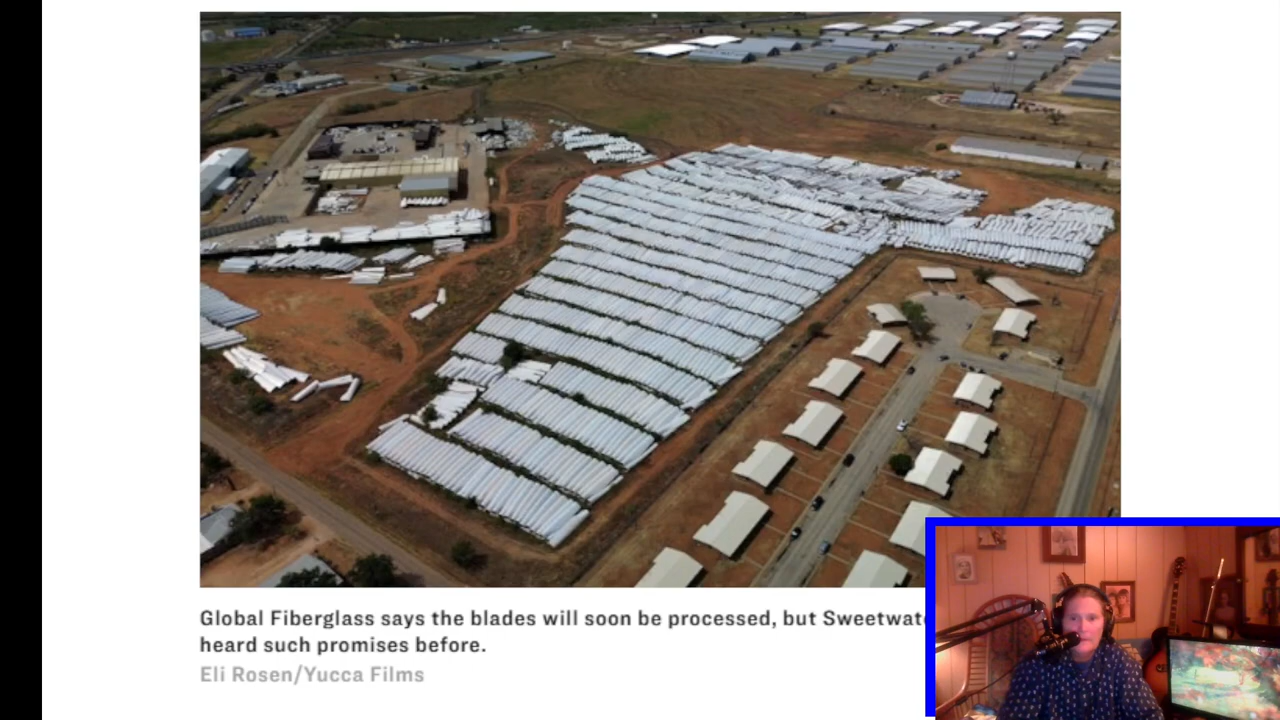 Global Fiberglass says the blades will soon be processed, but Sweetwat
heard such promises before.
Eli Rosen/Yucca Films